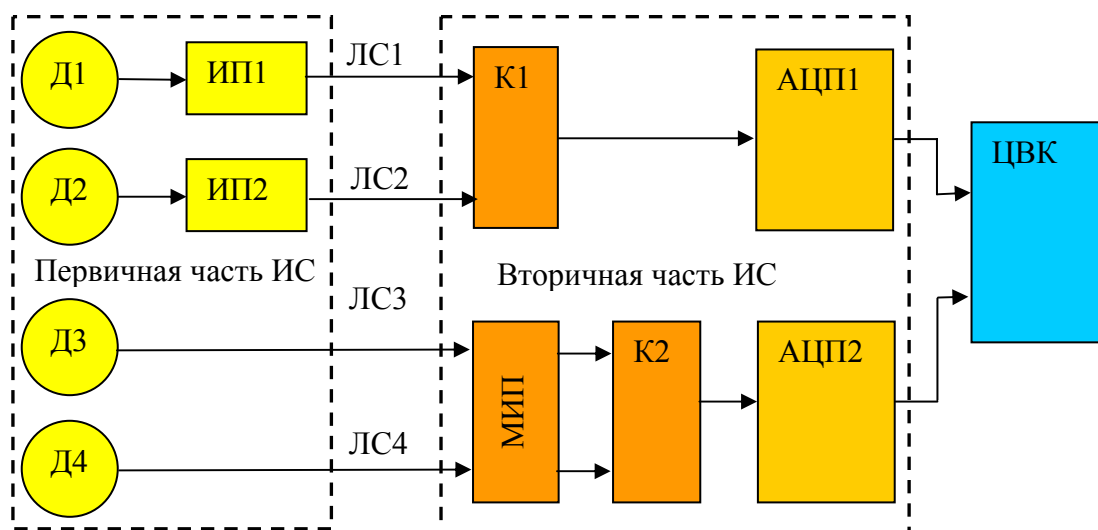 Д1
ИП1
ЛС1
К1
АЦП1
ЦВК
Д2
ИП2
ЛС2
Первичная часть ИС
Вторичная часть ИС
Д3
ЛС3
МИП
К2
АЦП2
Д4
ЛС4